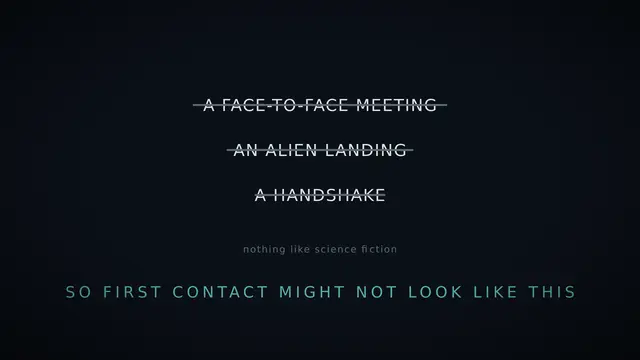 A FACE-TO-FACE MEETING
AN ALIEN LANDING
A HANDSHAKE
nothing like science fiction
SO FIRST CONTACT MIGHT NOT LOOK LIKE THIS